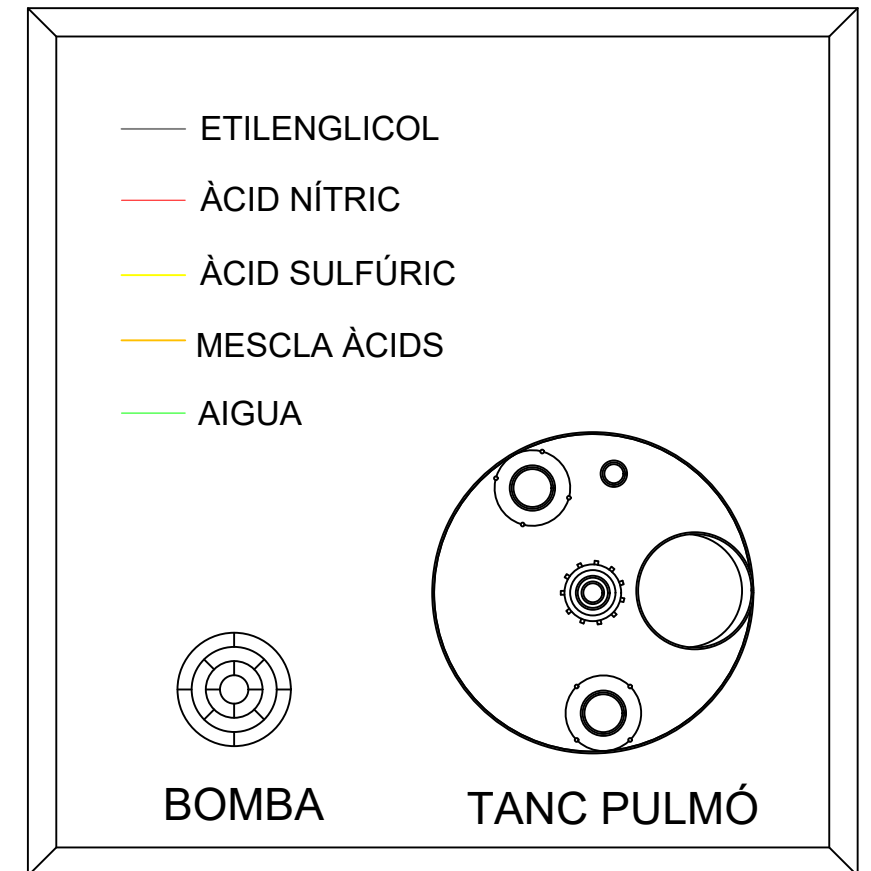 ETILENGLICOL
ÀCID NÍTRIC
ÀCID SULFÚRIC
MESCLA ÀCIDS
AIGUA
BOMBA
TANC PULMÓ